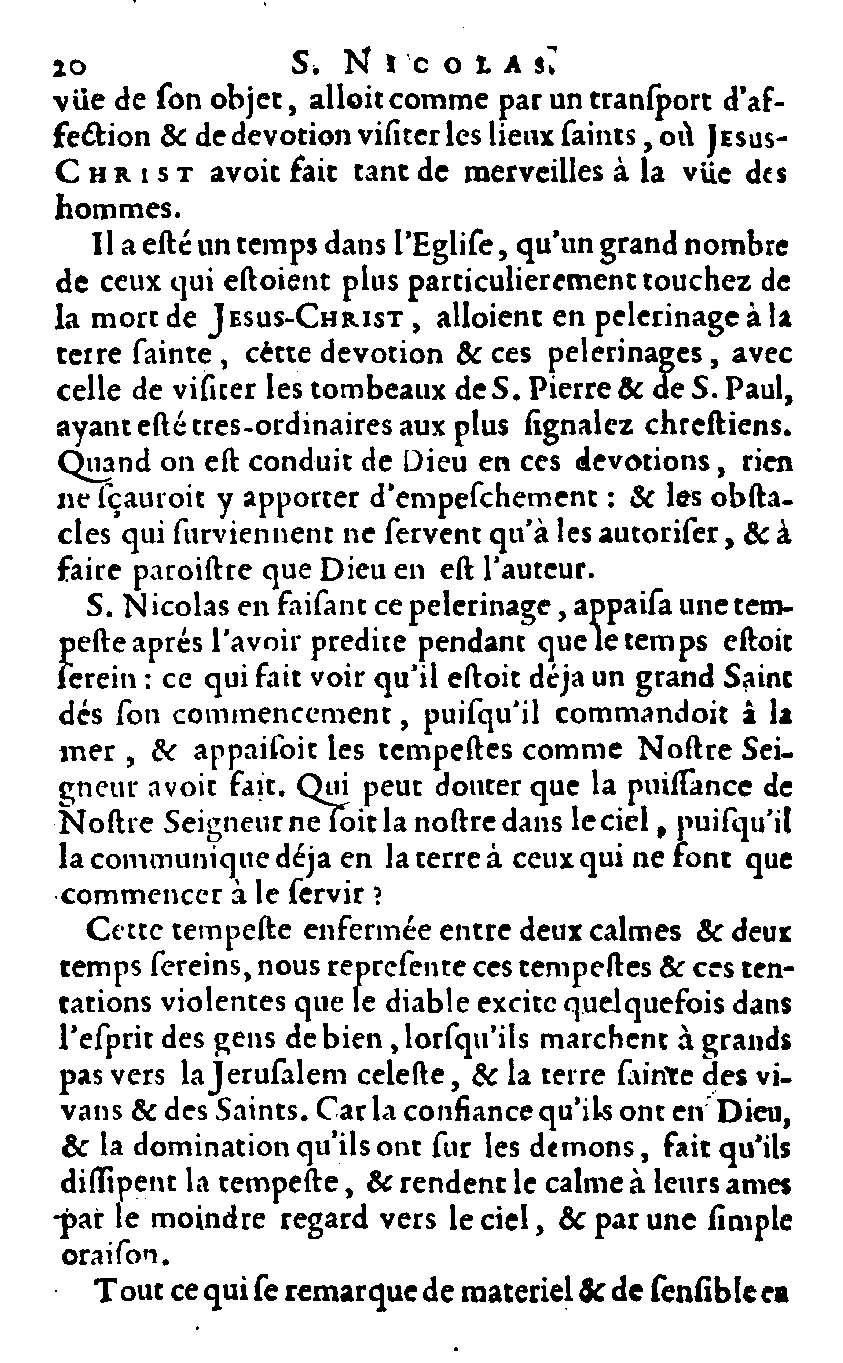 20 S. NICOLAS.
vüe de ſon objet, alloit comme par un tranſport d'af-
fection & de devotion viſiter les lieux ſaints, où JESUS-
CHRIST avoit fait tant de merveilles à la vüe des
hommes.
Il a eſté un temps dans l'Egliſe, qu'un grand nombre
de ceux qui eſtoient plus particulierement touchez de
la mort de JESUS-CHRIST, alloient en pelerinage à la
terre ſainte, cètte devotion & ces pelerinages, avec
celle de viſiter les tombeaux de S. Pierre & de S. Paul,
ayant eſté tres-ordinaires aux plus ſignalez chreſtiens.
Quand on eſt conduit de Dieu en ces devotions, rien
ne ſçauroit y apporter d'empeſchement : & les obſta-
cles qui ſurviennent ne ſervent qu'à les autoriſer, & à
faire paroiſtre que Dieu en eſt l'auteur.
S. Nicolas en faiſant ce pelerinage, appaiſa une tem-
peſte aprés l'avoir predite pendant que le temps eſtoit
ſerein : ce qui fait voir qu'il eſtoit déja un grand Saint
dés ſon commencement, puiſqu'il commandoit à la
mer, & appaiſoit les tempeſtes comme Noſtre Sei-
gneur avoit fait. Qui peut douter que la puiſſance de
Noſtre Seigneur ne ſoit la noſtre dans le ciel, puiſqu'il
la communique déja en la terre à ceux qui ne font que
commencer à le ſervir ?
Cette tempeſte enfermée entre deux calmes & deux
temps ſereins, nous repreſente ces tempeſtes & ces ten-
tations violentes que le diable excite quelquefois dans
l'eſprit des gens de bien, lorſqu'ils marchent à grands
pas vers la Jeruſalem celeſte, & la terre ſainte des vi-
vans & des Saints. Car la confiance qu'ils ont en Dieu,
& la domination qu'ils ont ſur les demons, fait qu'ils
diſſipent la tempeſte, & rendent le calme à leurs ames
par le moindre regard vers le ciel, & par une ſimple
oraiſon.
Tout ce qui ſe remarque de materiel & de ſenſible en